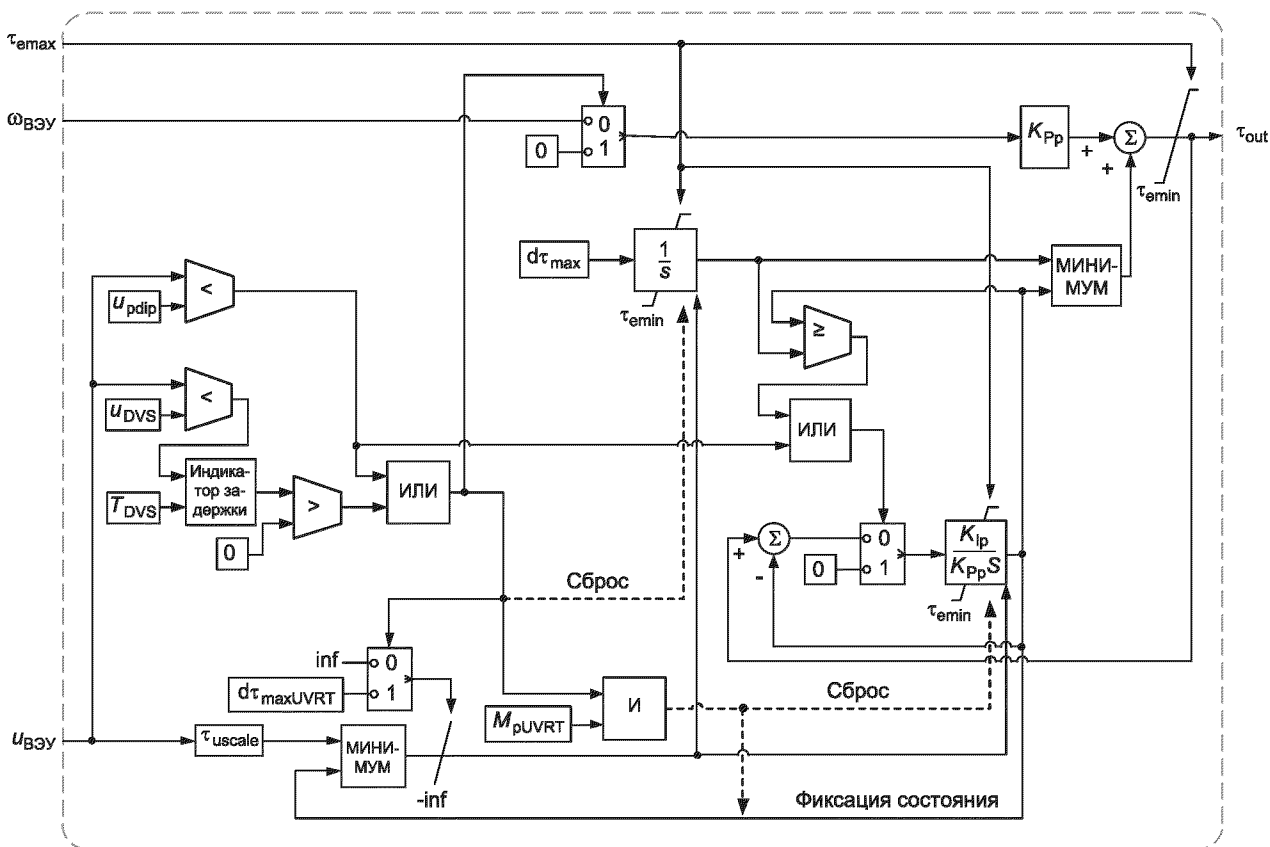 τemax
ωВЭУ
0
1
0
KPp
+
+
Σ
τout
τemin
dτmax
1
s
τemin
МИНИ-
МУМ
<
updip
≥
<
uDVS
ИЛИ
Индика-
тор за-
держки
TDVS
>
ИЛИ
0
Σ
+
-
0
1
0
KIp
KPpS
τemin
Сброс
inf
0
1
dτmaxUVRT
Сброс
И
MpUVRT
uВЭУ
τuscale
МИНИ-
МУМ
-inf
Фиксация состояния